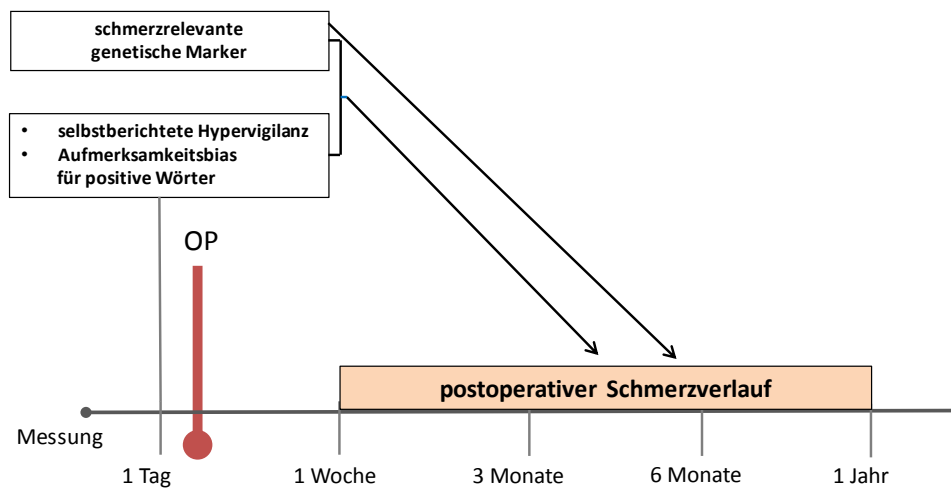 schmerzrelevante
genetische Marker
• selbstberichtete Hypervigilanz
• Aufmerksamkeitsbias
für positive Wörter
OP
postoperativer Schmerzverlauf
Messung
1 Tag
1 Woche
3 Monate
6 Monate
1 Jahr